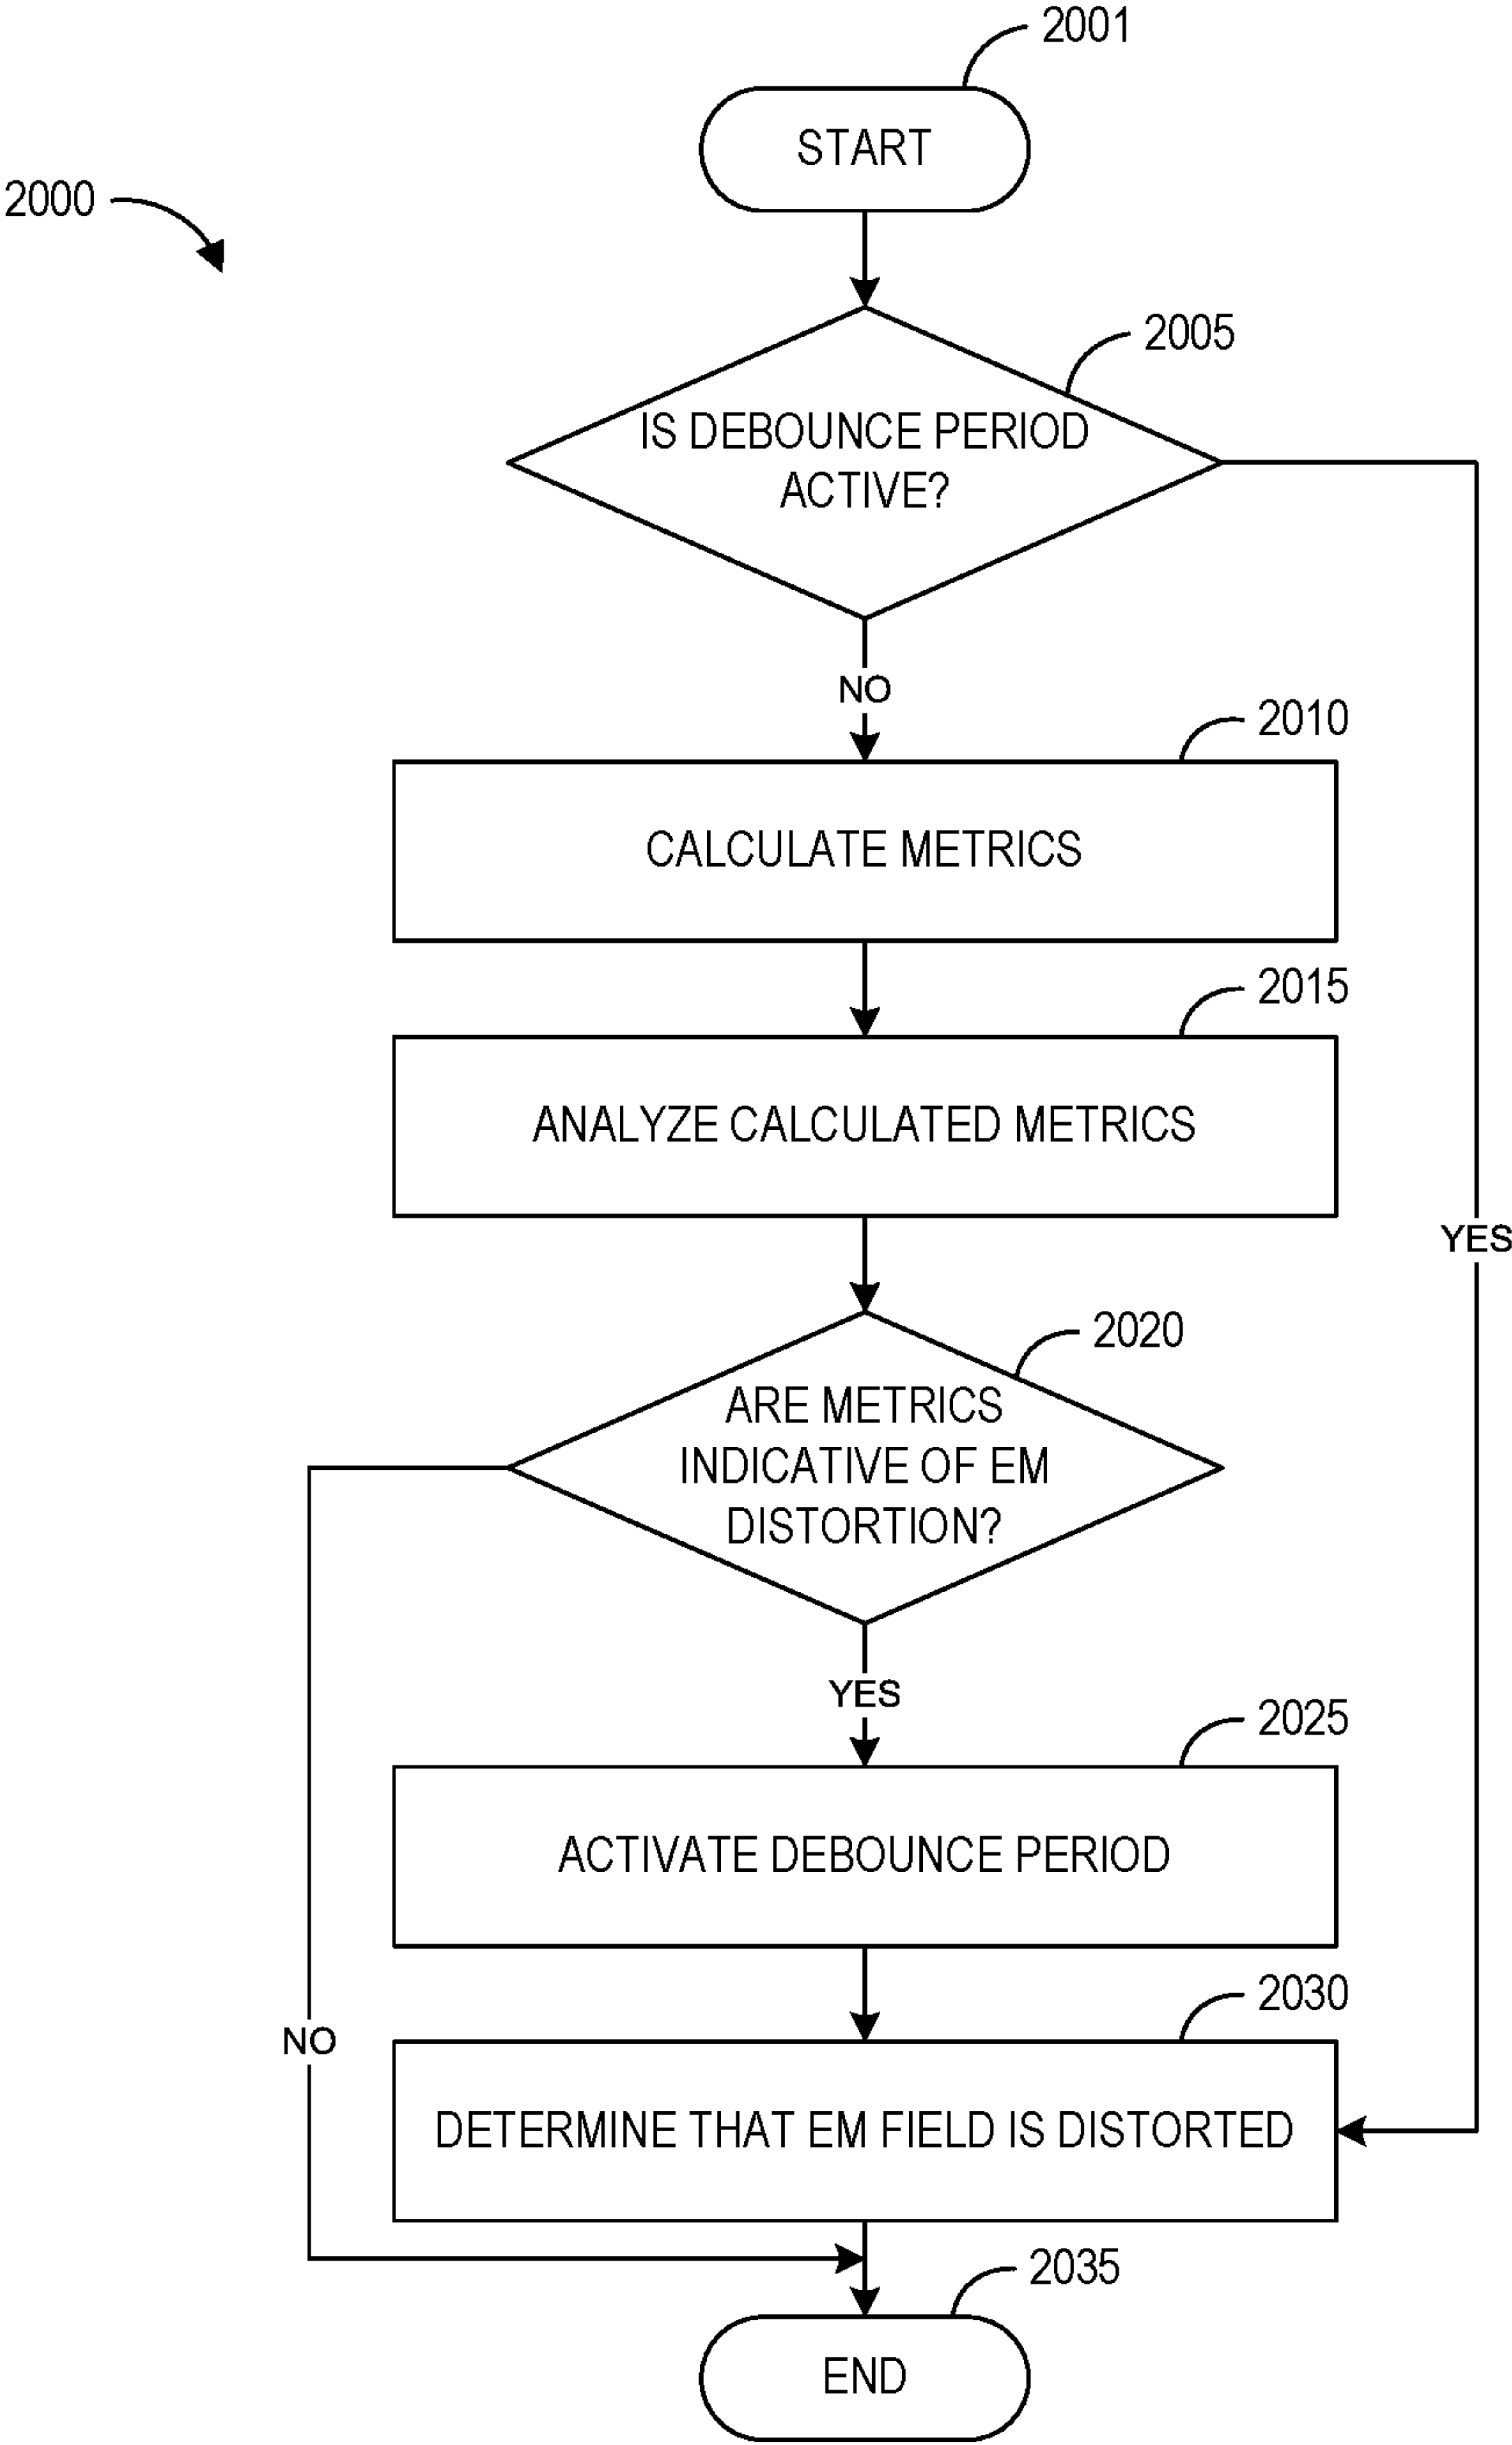 2001
START
2000
2005
IS DEBOUNCE PERIOD
ACTIVE?
NO
2010
CALCULATE METRICS
2015
ANALYZE CALCULATED METRICS
YES
2020
ARE METRICS
INDICATIVE OF EM
DISTORTION?
YES
2025
ACTIVATE DEBOUNCE PERIOD
2030
NO
DETERMINE THAT EM FIELD IS DISTORTED
2035
END